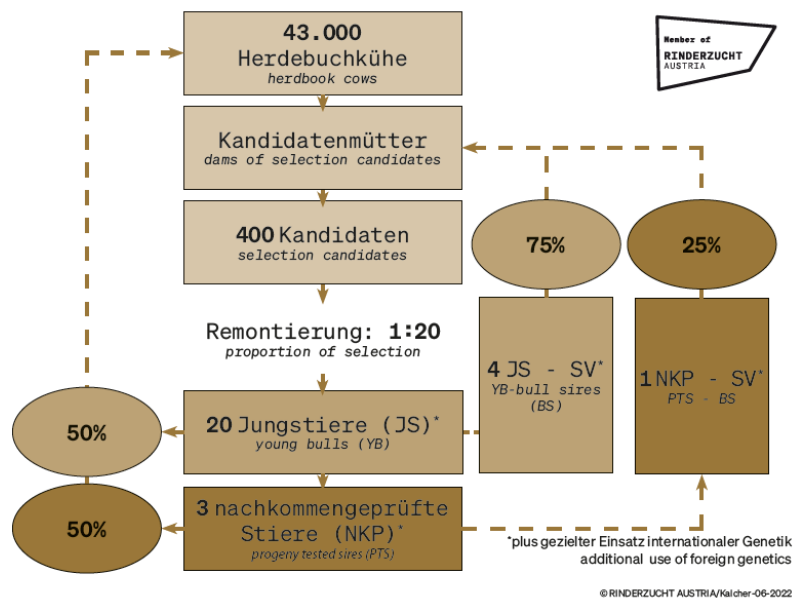 43.000
Herdebuchkühe
herdbook cows
Member of
RINDERZUCHT
AUSTRIA
Kandidatenmütter
dams of selection candidates
400 Kandidaten
selection candidates
75%
25%
Remontierung: 1:20
proportion of selection
4 JS - SV*
YB-bull sires
(BS)
1 NKP - SV*
PTS - BS
20 Jungstiere (JS)*
young bulls (YB)
50%
50%
3 nachkommengeprüfte
Stiere (NKP)*
progeny tested sires (PTS)
*plus gezielter Einsatz internationaler Genetik
additional use of foreign genetics
© RINDERZUCHT AUSTRIA/Kalcher-06-2022